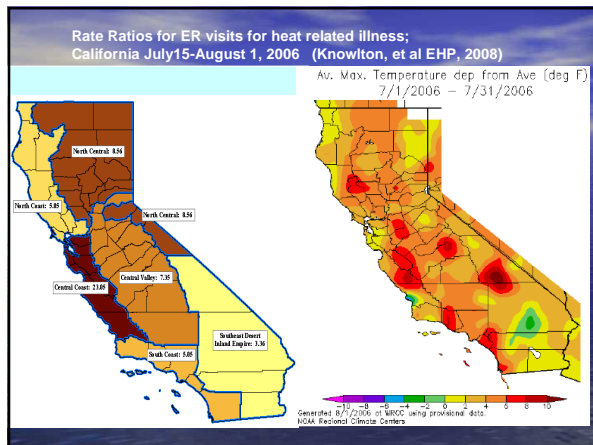 Rate Ratios for ER visits for heat related illness;
California July15-August 1, 2006   (Knowlton, et al EHP, 2008)
Av. Max. Temperature dep from Ave (deg F)
7/1/2006 – 7/31/2006
North Central: 8.56
North Coast: 5.05
North Central: 8.56
Central Valley: 7.35
Central Coast: 23.05
Southeast Desert
Inland Empire: 3.36
South Coast: 5.05
-10 -8 -6 -4 -2 0 2 4 6 8 10
Generated 8/1/2006 at WRCC using provisional data.
NOAA Regional Climate Centers